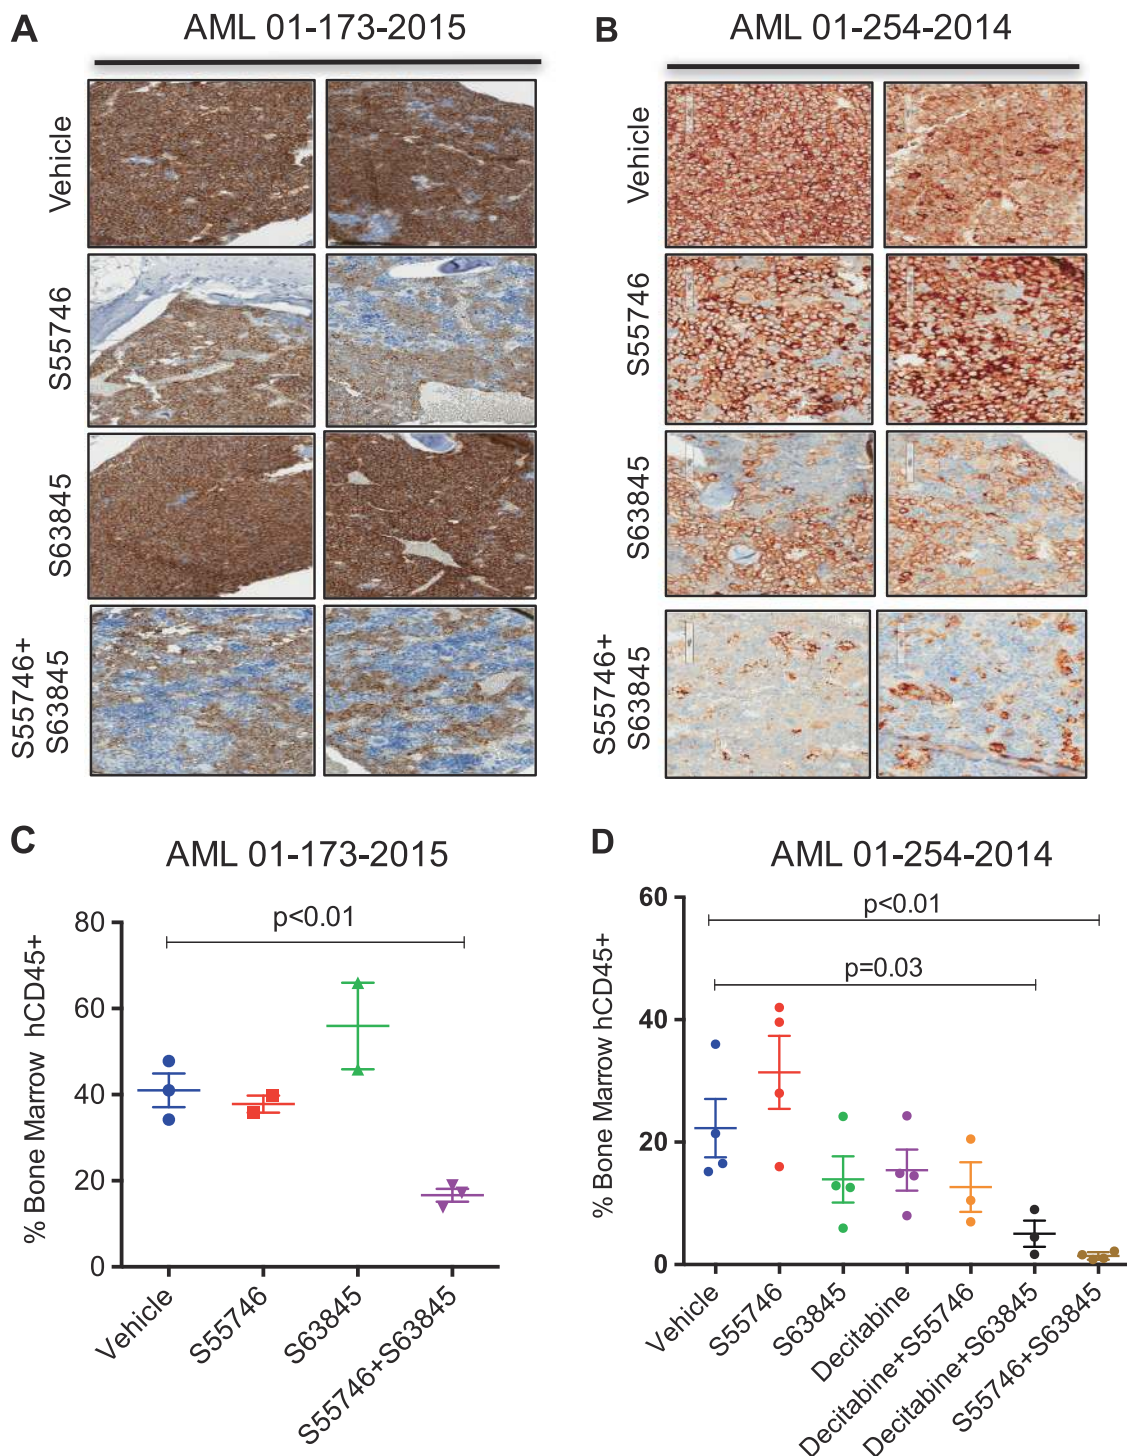 A
AML 01-173-2015
Vehicle
S55746
S63845
S55746+
S63845
B
AML 01-254-2014
Vehicle
S55746
S63845
S55746+
S63845
C
AML 01-173-2015
% Bone Marrow hCD45+
80
60
40
20
0
p<0.01
Vehicle
S55746
S63845
S55746+S63845
D
AML 01-254-2014
% Bone Marrow hCD45+
60
40
20
0
p<0.01
p=0.03
Vehicle
S55746
S63845
Decitabine
Decitabine+S55746
Decitabine+S63845
S55746+S63845